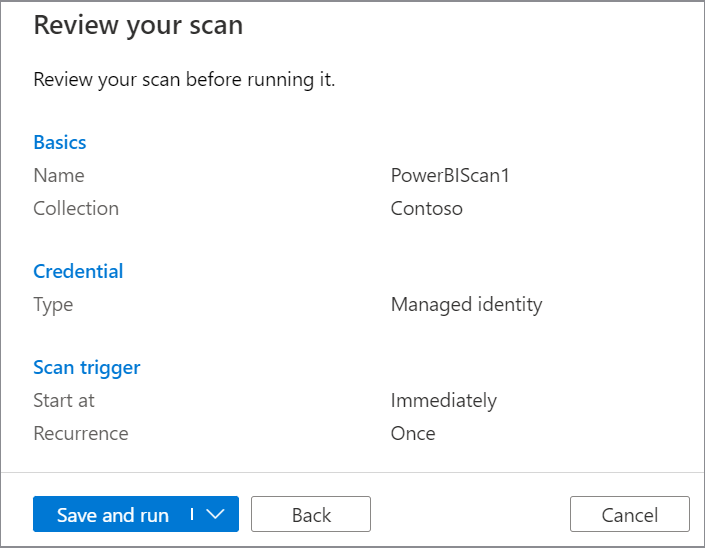 Review your scan
Review your scan before running it.
Basics
Name PowerBIScan1
Collection Contoso
Credential
Type Managed identity
Scan trigger
Start at Immediately
Recurrence Once
Save and run Back Cancel